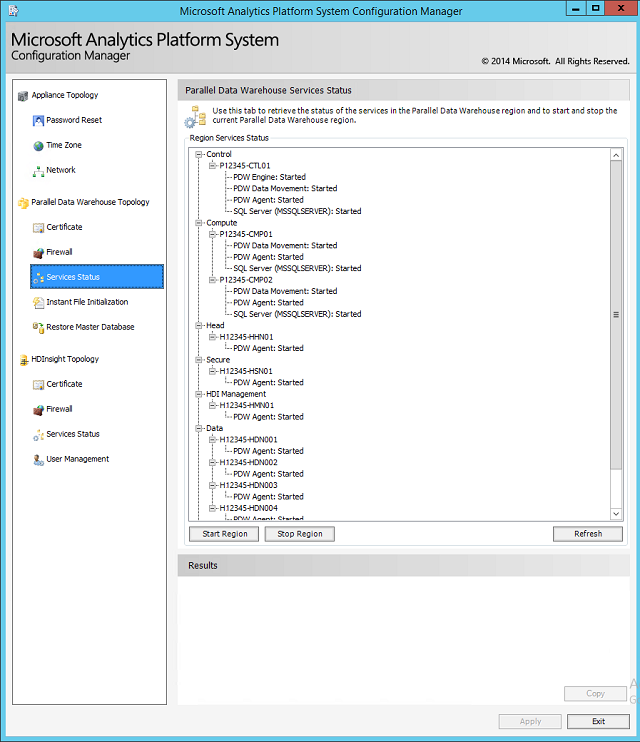 Microsoft Analytics Platform System Configuration Manager
Microsoft Analytics Platform System
Configuration Manager
© 2014 Microsoft. All Rights Reserved.
Appliance Topology
Password Reset
Time Zone
Network
Parallel Data Warehouse Topology
Certificate
Firewall
Services Status
Instant File Initialization
Restore Master Database
HDInsight Topology
Certificate
Firewall
Services Status
User Management
Parallel Data Warehouse Services Status
Use this tab to retrieve the status of the services in the Parallel Data Warehouse region and to start and stop the
current Parallel Data Warehouse region.
Region Services Status
Control
P12345-CTL01
PDW Engine: Started
PDW Data Movement: Started
PDW Agent: Started
SQL Server (MSSQLSERVER): Started
Compute
P12345-CMP01
PDW Data Movement: Started
PDW Agent: Started
SQL Server (MSSQLSERVER): Started
P12345-CMP02
PDW Data Movement: Started
PDW Agent: Started
SQL Server (MSSQLSERVER): Started
Head
H12345-HHN01
PDW Agent: Started
Secure
H12345-HSN01
PDW Agent: Started
HDI Management
H12345-HMN01
PDW Agent: Started
Data
H12345-HDN001
PDW Agent: Started
H12345-HDN002
PDW Agent: Started
H12345-HDN003
PDW Agent: Started
H12345-HDN004
PDW Agent: Started
Start Region
Stop Region
Refresh
Results
Copy
Apply
Exit